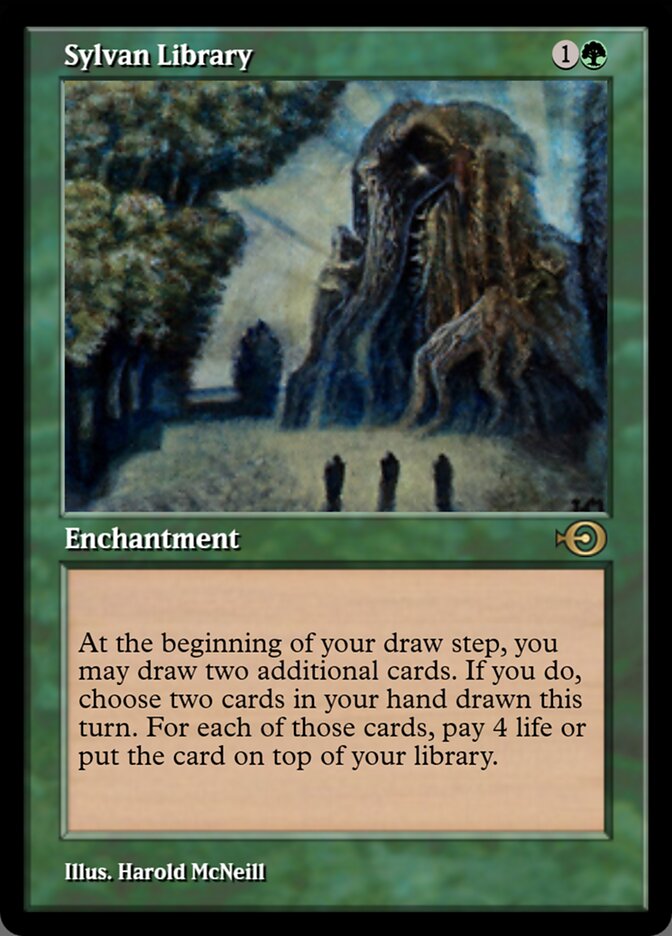 Sylvan Library 1
Enchantment
At the beginning of your draw step, you
may draw two additional cards. If you do,
choose two cards in your hand drawn this
turn. For each of those cards, pay 4 life or
put the card on top of your library.
Illus. Harold McNeill